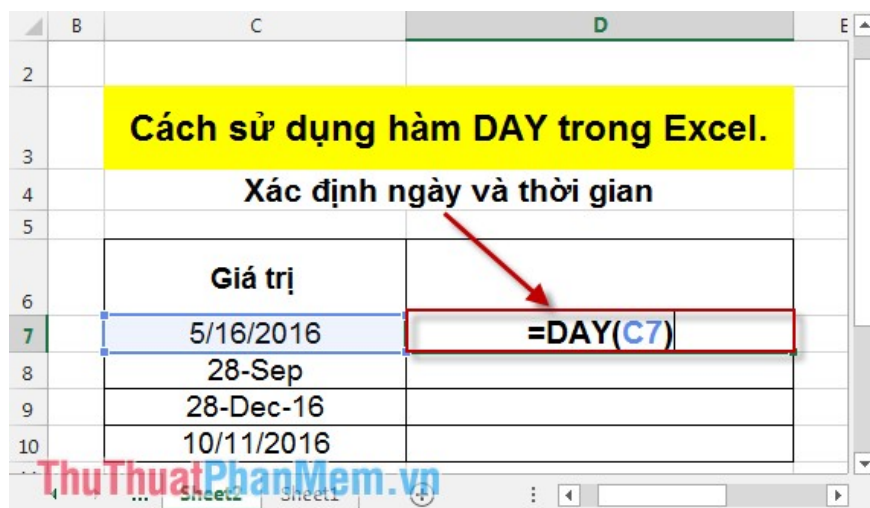 B C D E
2
Cách sử dụng hàm DAY trong Excel.
3
Xác định ngày và thời gian
4
5
Giá trị
6
7 5/16/2016 =DAY(C7)
8 28-Sep
9 28-Dec-16
10 10/11/2016
ThuThuatPhanMem.vn
... Sheet2 Sheet1